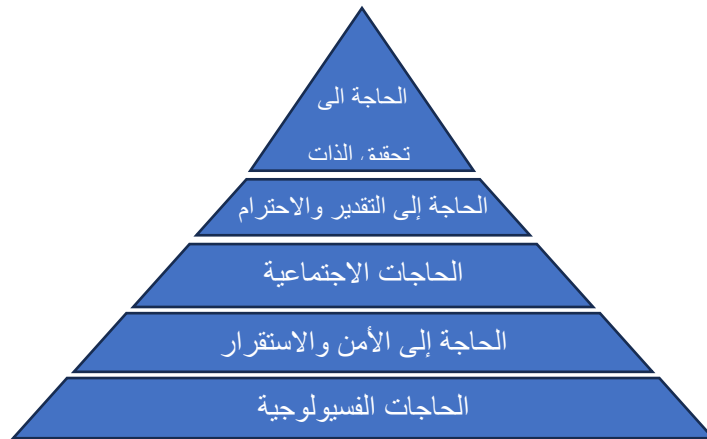 الحاجة الى
تحقيق الذات
الحاجة إلى التقدير والاحترام
الحاجات الاجتماعية
الحاجة إلى الأمن والاستقرار
الحاجات الفسيولوجية